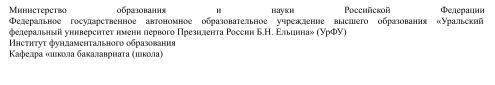 Министерство образования и науки Российской Федерации
Федеральное государственное автономное образовательное учреждение высшего образования «Уральский
федеральный университет имени первого Президента России Б.Н. Ельцина» (УрФУ)
Институт фундаментального образования
Кафедра «школа бакалавриата (школа)